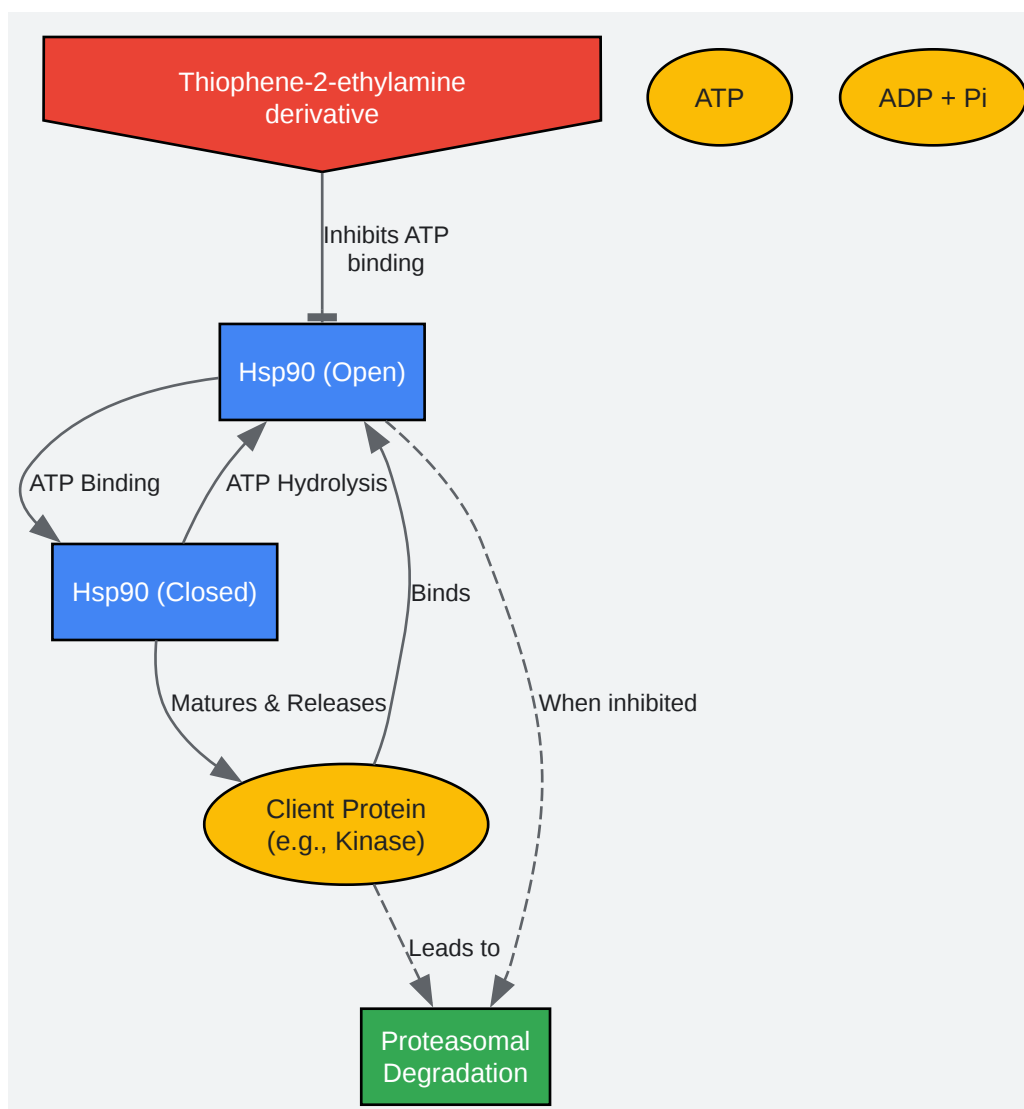 Thiophene-2-ethylamine
derivative
ATP
ADP + Pi
Inhibits ATP
binding
Hsp90 (Open)
ATP Binding
ATP Hydrolysis
Hsp90 (Closed)
Binds
Matures & Releases
When inhibited
Client Protein
(e.g., Kinase)
Leads to
Proteasomal
Degradation